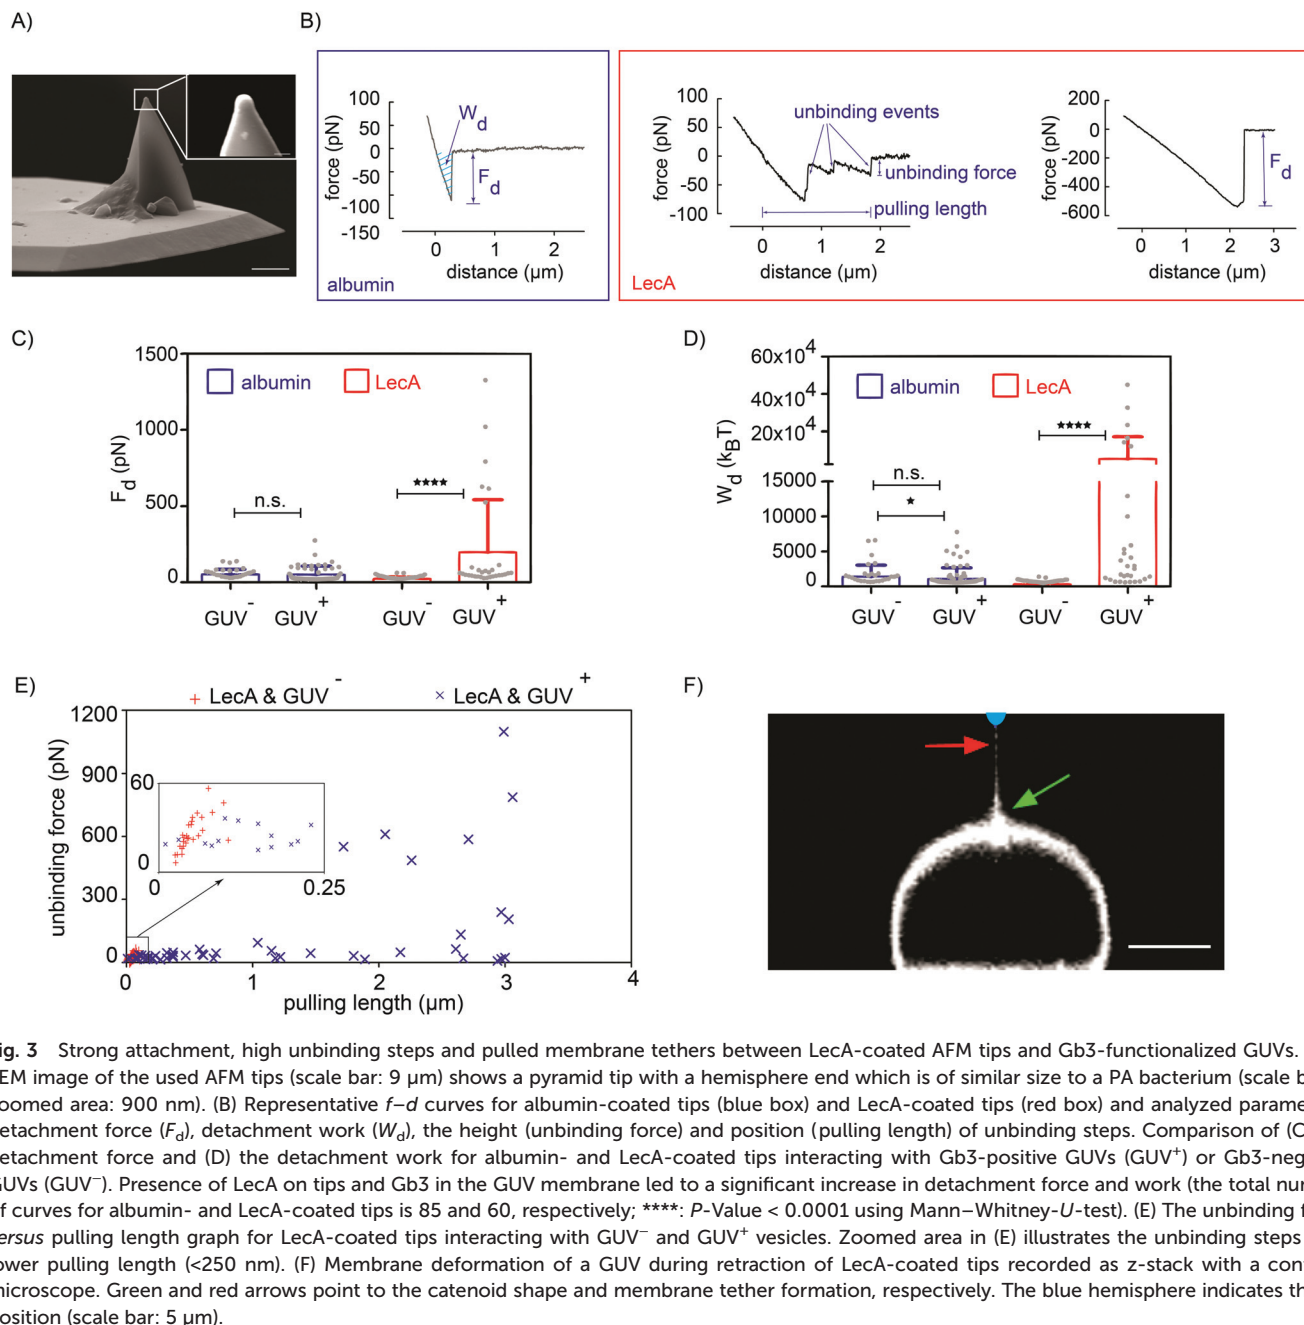 A)
B)
100
50
0
-50
-100
-150
force (pN)
W_d
F_d
0 1 2
distance (µm)
albumin
100
50
0
-50
-100
force (pN)
unbinding events
unbinding force
pulling length
0 1 2
distance (µm)
LecA
200
0
-200
-400
-600
force (pN)
F_d
0 1 2 3
distance (µm)
C)
1500
1000
500
0
F_d (pN)
albumin LecA
n.s.
****
GUV^- GUV^+ GUV^- GUV^+
D)
60x10^4
40x10^4
20x10^4
15000
10000
5000
0
W_d (k_BT)
albumin LecA
n.s.
*
****
GUV^- GUV^+ GUV^- GUV^+
E)
+ LecA & GUV^- × LecA & GUV^+
1200
900
600
300
0
unbinding force (pN)
60
0
0 0.25
0 1 2 3 4
pulling length (µm)
F)
ig. 3 Strong attachment, high unbinding steps and pulled membrane tethers between LecA-coated AFM tips and Gb3-functionalized GUVs.
EM image of the used AFM tips (scale bar: 9 µm) shows a pyramid tip with a hemisphere end which is of similar size to a PA bacterium (scale b
oomed area: 900 nm). (B) Representative f–d curves for albumin-coated tips (blue box) and LecA-coated tips (red box) and analyzed parame
etachment force (F_d), detachment work (W_d), the height (unbinding force) and position (pulling length) of unbinding steps. Comparison of (C
etachment force and (D) the detachment work for albumin- and LecA-coated tips interacting with Gb3-positive GUVs (GUV^+) or Gb3-neg
GUVs (GUV^−). Presence of LecA on tips and Gb3 in the GUV membrane led to a significant increase in detachment force and work (the total nu
f curves for albumin- and LecA-coated tips is 85 and 60, respectively; ****: P-Value < 0.0001 using Mann–Whitney-U-test). (E) The unbinding f
ersus pulling length graph for LecA-coated tips interacting with GUV^− and GUV^+ vesicles. Zoomed area in (E) illustrates the unbinding steps
ower pulling length (<250 nm). (F) Membrane deformation of a GUV during retraction of LecA-coated tips recorded as z-stack with a con
microscope. Green and red arrows point to the catenoid shape and membrane tether formation, respectively. The blue hemisphere indicates th
osition (scale bar: 5 µm).